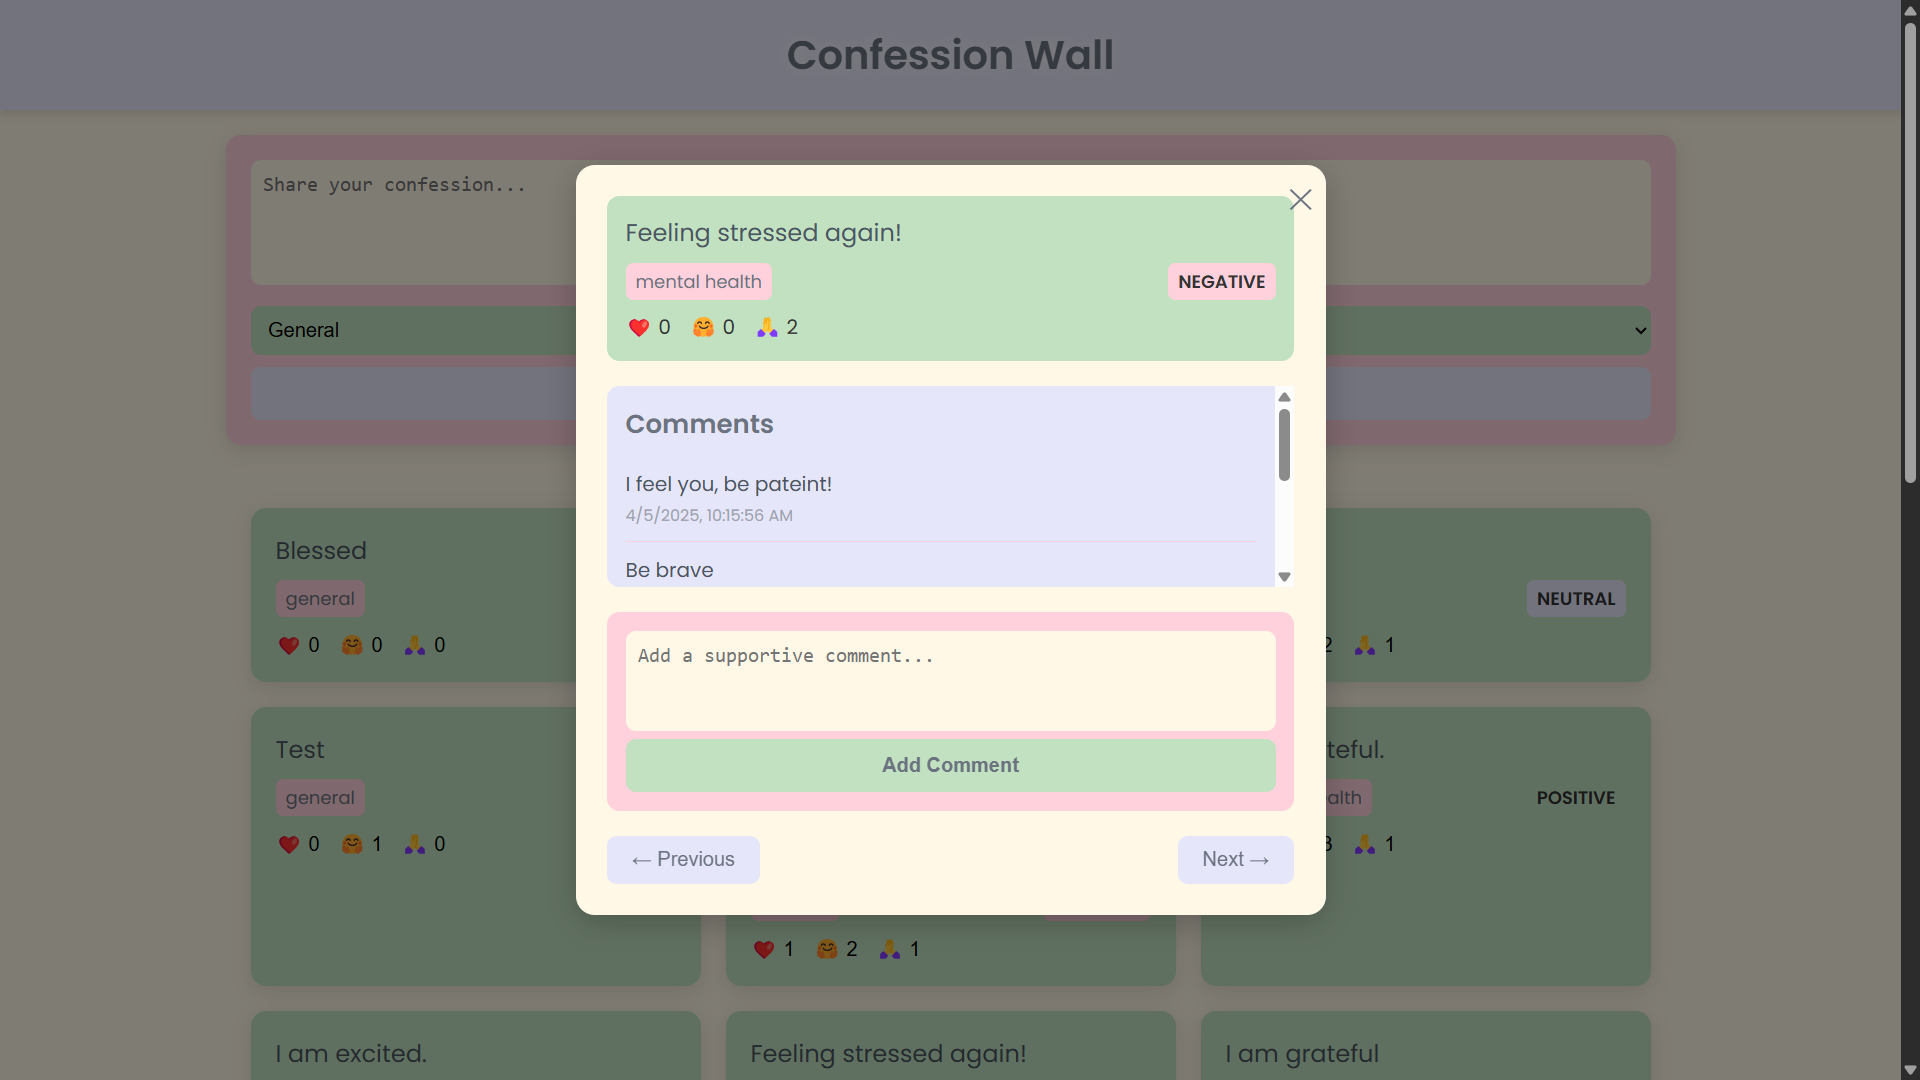 Confession Wall
Share your confession...
General
Feeling stressed again!
mental health
NEGATIVE
❤️ 0 🤗 0 🙏 2
Comments
I feel you, be pateint!
4/5/2025, 10:15:56 AM
Be brave
Add a supportive comment...
Add Comment
← Previous
Next →
Blessed
general
❤️ 0 🤗 0 🙏 0
NEUTRAL
2 🙏 1
Test
general
❤️ 0 🤗 1 🙏 0
teful.
alth
POSITIVE
🙏 1
❤️ 1 🤗 2 🙏 1
I am excited.
Feeling stressed again!
I am grateful